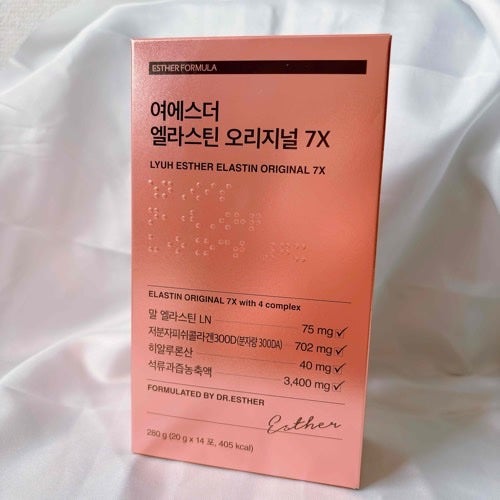 ESTHER FORMULA
여에스더
엘라스틴 오리지널 7X
LYUH ESTHER ELASTIN ORIGINAL 7X
ELASTIN ORIGINAL 7X with 4 complex
말 엘라스틴 LN 75 mg
저분자피쉬콜라겐300D(분자량 300DA) 702 mg
히알루론산 40 mg
석류과즙농축액 3,400 mg
FORMULATED BY DR.ESTHER
Esther
280 g (20 g x 14 포, 405 kcal)